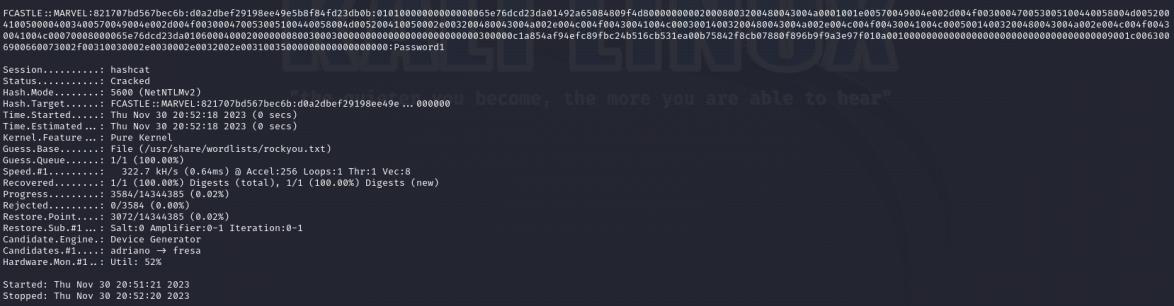 FCASTLE::MARVEL:821707bd567bec6b:d0a2dbef29198ee49e5b8f84fd23db0b:
:Password1
Session..........: hashcat
Status...........: Cracked
Hash.Mode........: 5600 (NetNTLMv2)
Hash.Target......: FCASTLE::MARVEL:821707bd567bec6b:d0a2dbef29198ee49e...000000
Time.Started.....: Thu Nov 30 20:52:18 2023 (0 secs)
Time.Estimated...: Thu Nov 30 20:52:18 2023 (0 secs)
Kernel.Feature...: Pure Kernel
Guess.Base.......: File (/usr/share/wordlists/rockyou.txt)
Guess.Queue......: 1/1 (100.00%)
Speed.#1.........:   322.7 kH/s (0.64ms) @ Accel:256 Loops:1 Thr:1 Vec:8
Recovered........: 1/1 (100.00%) Digests (total), 1/1 (100.00%) Digests (new)
Progress.........: 3584/14344385 (0.02%)
Rejected.........: 0/3584 (0.00%)
Restore.Point....: 3072/14344385 (0.02%)
Restore.Sub.#1...: Salt:0 Amplifier:0-1 Iteration:0-1
Candidate.Engine.: Device Generator
Candidates.#1....: adriano -> fresa
Hardware.Mon.#1..: Util: 52%
Started: Thu Nov 30 20:51:21 2023
Stopped: Thu Nov 30 20:52:20 2023
KALI LINUX
"the quieter you become, the more you are able to hear"